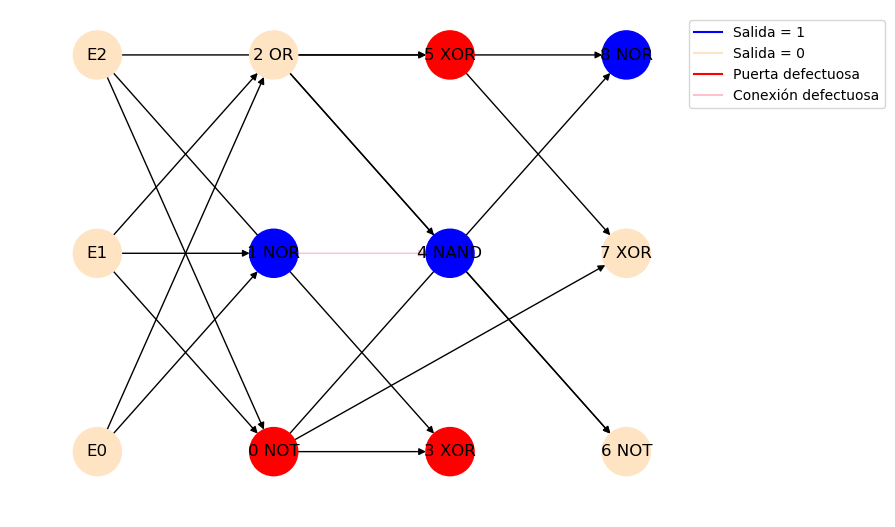 E2
2 OR
5 XOR
8 NOR
Salida = 1
Salida = 0
Puerta defectuosa
Conexión defectuosa
E1
1 NOR
4 NAND
7 XOR
E0
0 NOT
3 XOR
6 NOT